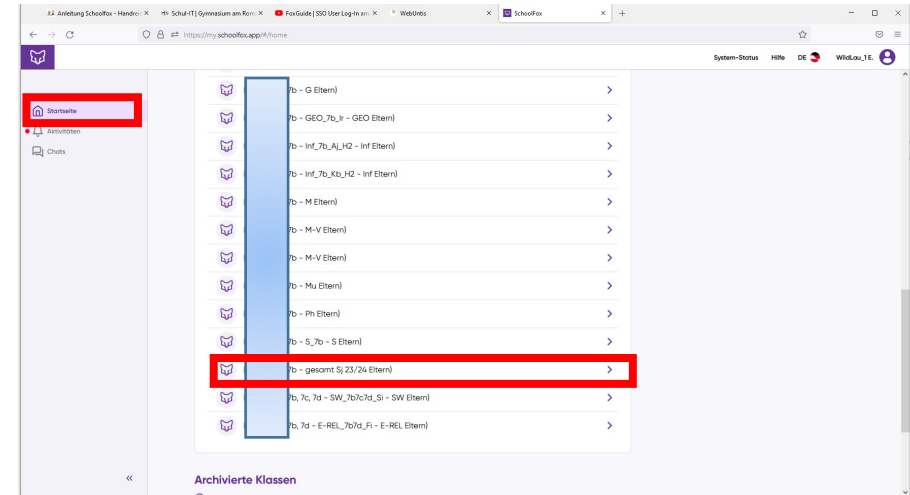 Anleitung Schoolfox - Handrei
Schul-IT | Gymnasium am Rom
FoxGuide | SSO User Log-In am
WebUntis
SchoolFox
https://my.schoolfox.app/#/home
System-Status
Hilfe
DE
WildLau_1 E.
Startseite
Aktivitäten
Chats
7b - G Eltern)
7b - GEO_7b_Ir - GEO Eltern)
7b - Inf_7b_Aj_H2 - Inf Eltern)
7b - Inf_7b_Kb_H2 - Inf Eltern)
7b - M Eltern)
7b - M-V Eltern)
7b - M-V Eltern)
7b - Mu Eltern)
7b - Ph Eltern)
7b - S_7b - S Eltern)
7b - gesamt Sj 23/24 Eltern)
7b, 7c, 7d - SW_7b7c7d_Si - SW Eltern)
7b, 7d - E-REL_7b7d_Fi - E-REL Eltern)
Archivierte Klassen